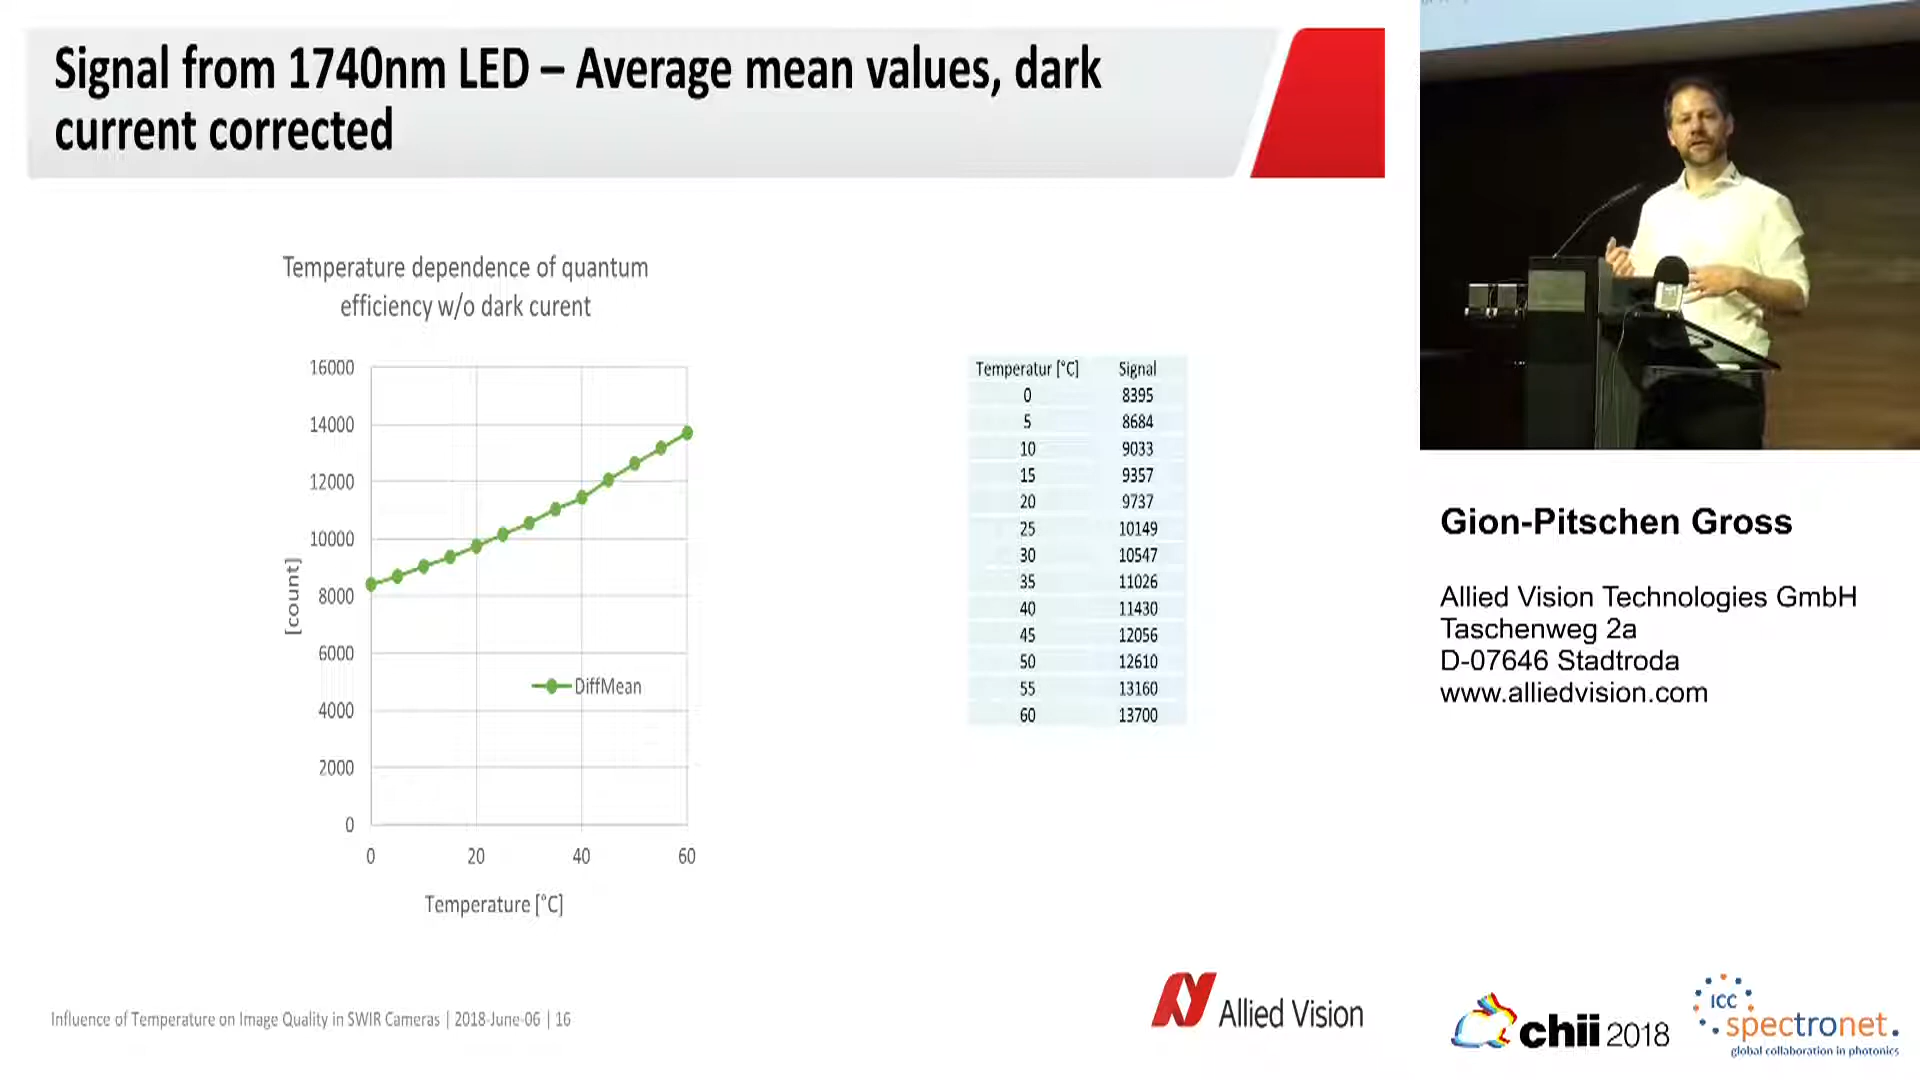 Signal from 1740nm LED – Average mean values, dark
current corrected
Temperature dependence of quantum
efficiency w/o dark curent
16000
14000
12000
10000
8000
6000
4000
2000
0
[count]
DiffMean
0 20 40 60
Temperature [°C]
Temperatur [°C] Signal
0 8395
5 8684
10 9033
15 9357
20 9737
25 10149
30 10547
35 11026
40 11430
45 12056
50 12610
55 13160
60 13700
Gion-Pitschen Gross
Allied Vision Technologies GmbH
Taschenweg 2a
D-07646 Stadtroda
www.alliedvision.com
Influence of Temperature on Image Quality in SWIR Cameras | 2018-June-06 | 16
Allied Vision
chii 2018
ICC
spectronet.
global collaboration in photonics